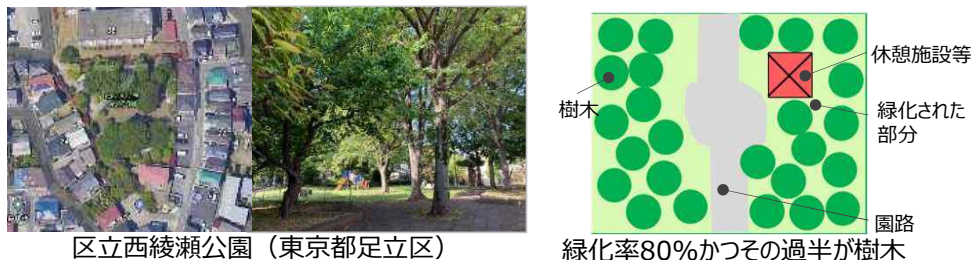 休憩施設等
樹木
緑化された
部分
園路
区立西綾瀬公園（東京都足立区）
緑化率80%かつその過半が樹木